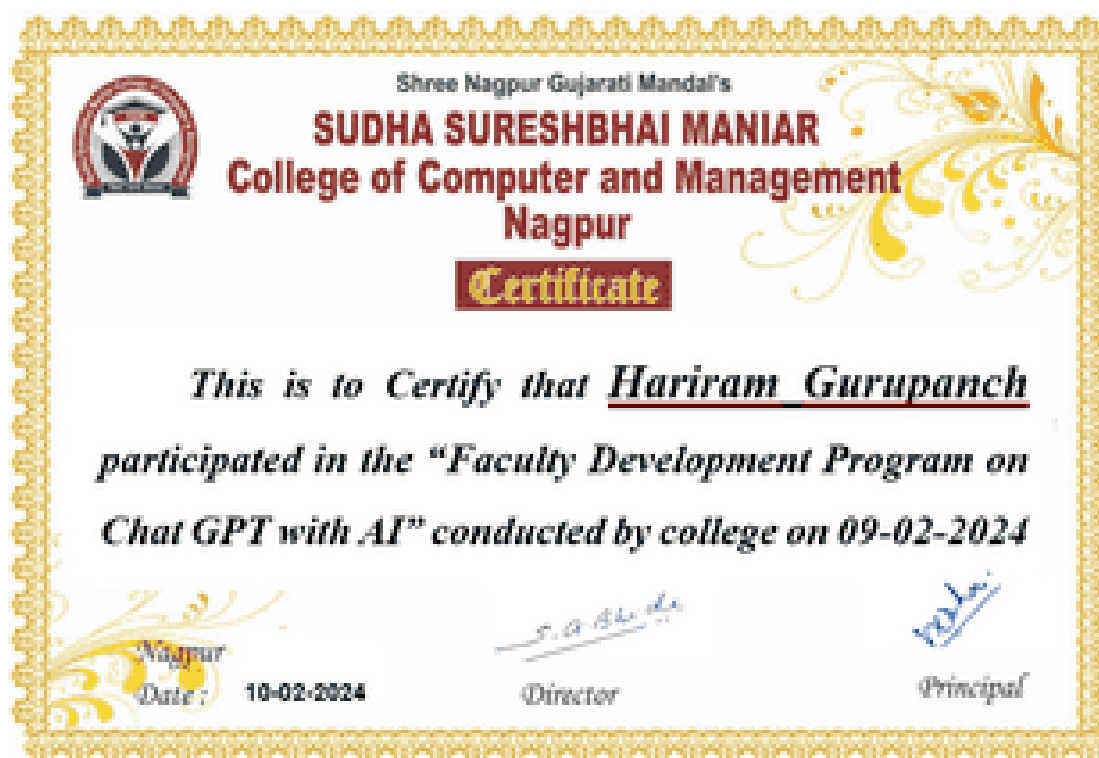 Shree Nagpur Gujarati Mandal's
SUDHA SURESHBHAI MANIAR
College of Computer and Management
Nagpur
Certificate
This is to Certify that Hariram_Gurupanch
participated in the “Faculty Development Program on
Chat GPT with AI” conducted by college on 09-02-2024
S. A Bhide
Nagpur
Date : 10-02-2024
Director
Principal